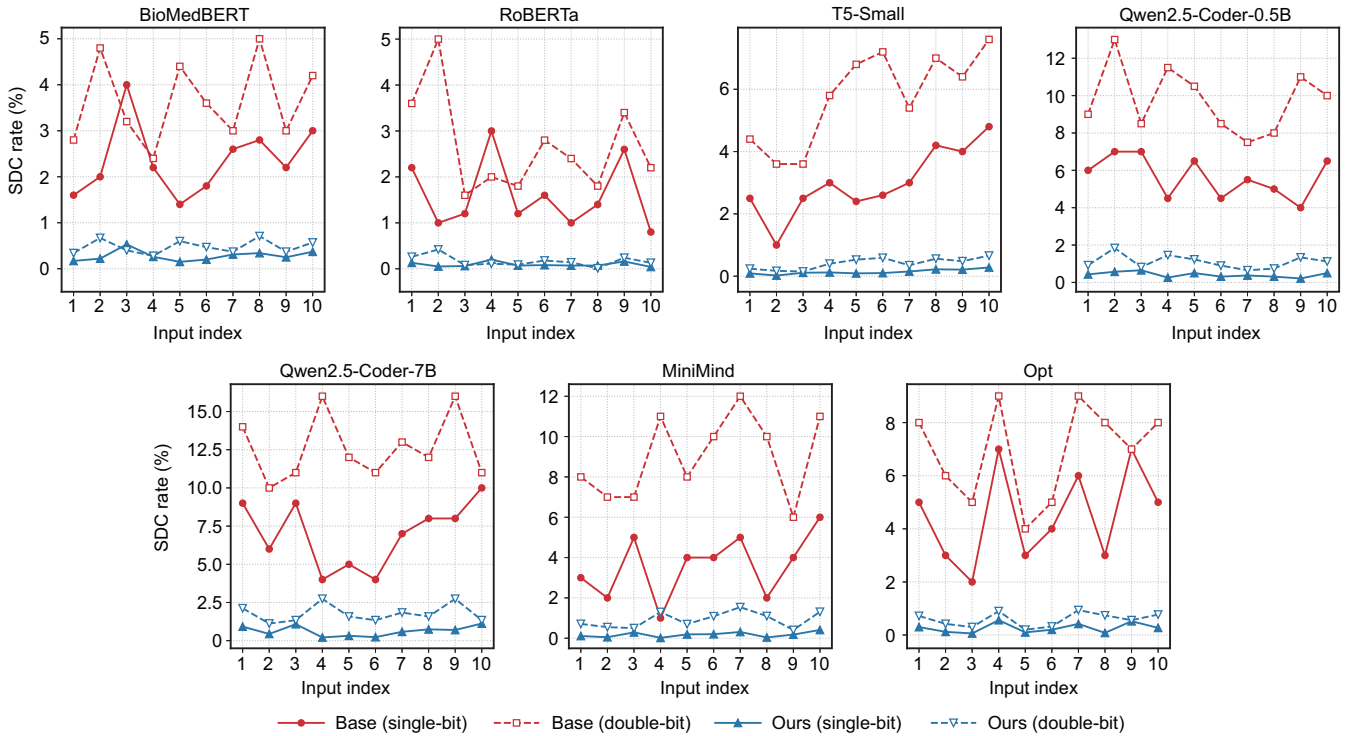 BioMedBERT
SDC rate (%)
5
4
3
2
1
0
1 2 3 4 5 6 7 8 9 10
Input index
RoBERTa
5
4
3
2
1
0
1 2 3 4 5 6 7 8 9 10
Input index
T5-Small
6
4
2
0
1 2 3 4 5 6 7 8 9 10
Input index
Qwen2.5-Coder-0.5B
12
10
8
6
4
2
0
1 2 3 4 5 6 7 8 9 10
Input index
Qwen2.5-Coder-7B
SDC rate (%)
15.0
12.5
10.0
7.5
5.0
2.5
0
1 2 3 4 5 6 7 8 9 10
Input index
MiniMind
12
10
8
6
4
2
0
1 2 3 4 5 6 7 8 9 10
Input index
Opt
8
6
4
2
0
1 2 3 4 5 6 7 8 9 10
Input index
Base (single-bit) Base (double-bit) Ours (single-bit) Ours (double-bit)